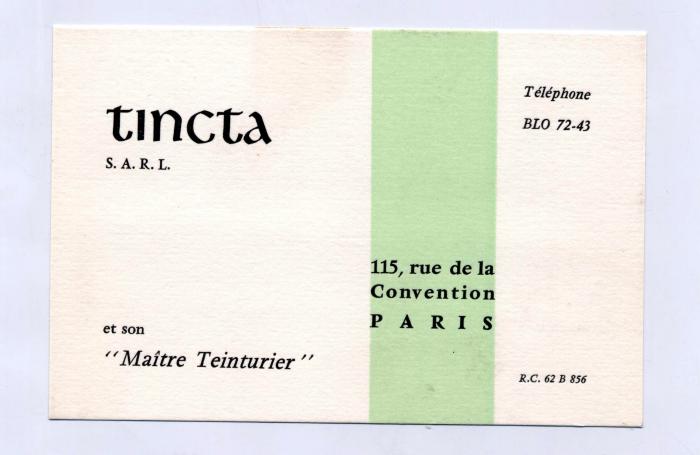 tincta
S. A. R. L.
Téléphone
BLO 72-43
115, rue de la
Convention
PARIS
et son
"Maître Teinturier"
R.C. 62 B 856